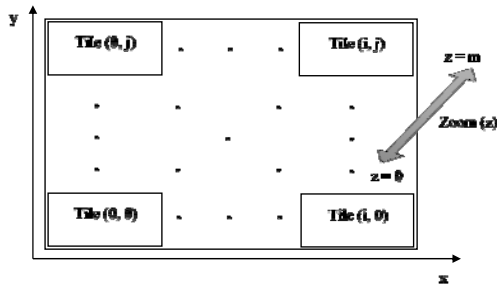 y
Tile (0, j)
Tile (i, j)
z = m
Zoom (z)
z = 0
Tile (0, 0)
Tile (i, 0)
x